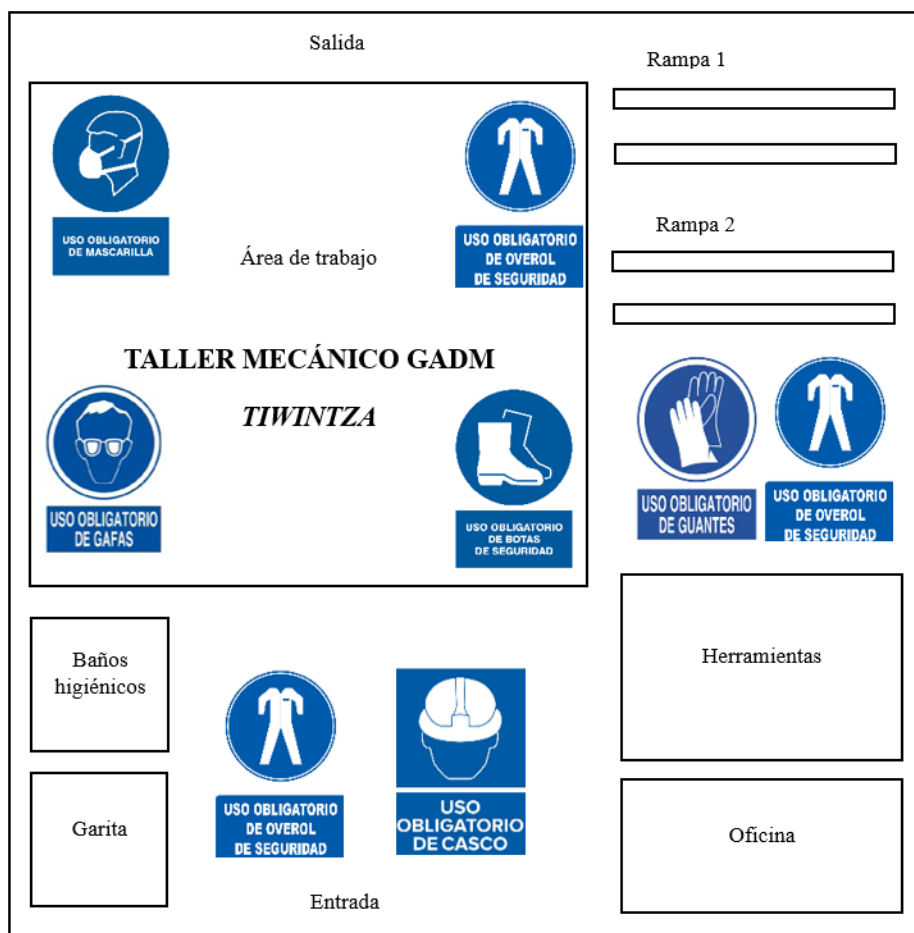 Salida
Rampa 1
USO OBLIGATORIO
DE MASCARILLA
USO OBLIGATORIO
DE OVEROL
DE SEGURIDAD
Área de trabajo
Rampa 2
TALLER MECÁNICO GADM
TIWINTZA
USO OBLIGATORIO
DE GAFAS
USO OBLIGATORIO
DE BOTAS
DE SEGURIDAD
USO OBLIGATORIO
DE GUANTES
USO OBLIGATORIO
DE OVEROL
DE SEGURIDAD
Baños
higiénicos
Herramientas
USO OBLIGATORIO
DE OVEROL
DE SEGURIDAD
USO
OBLIGATORIO
DE CASCO
Garita
Oficina
Entrada